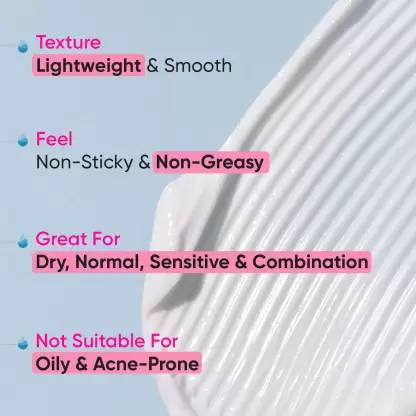 Texture
Lightweight & Smooth
Feel
Non-Sticky & Non-Greasy
Great For
Dry, Normal, Sensitive & Combination
Not Suitable For
Oily & Acne-Prone